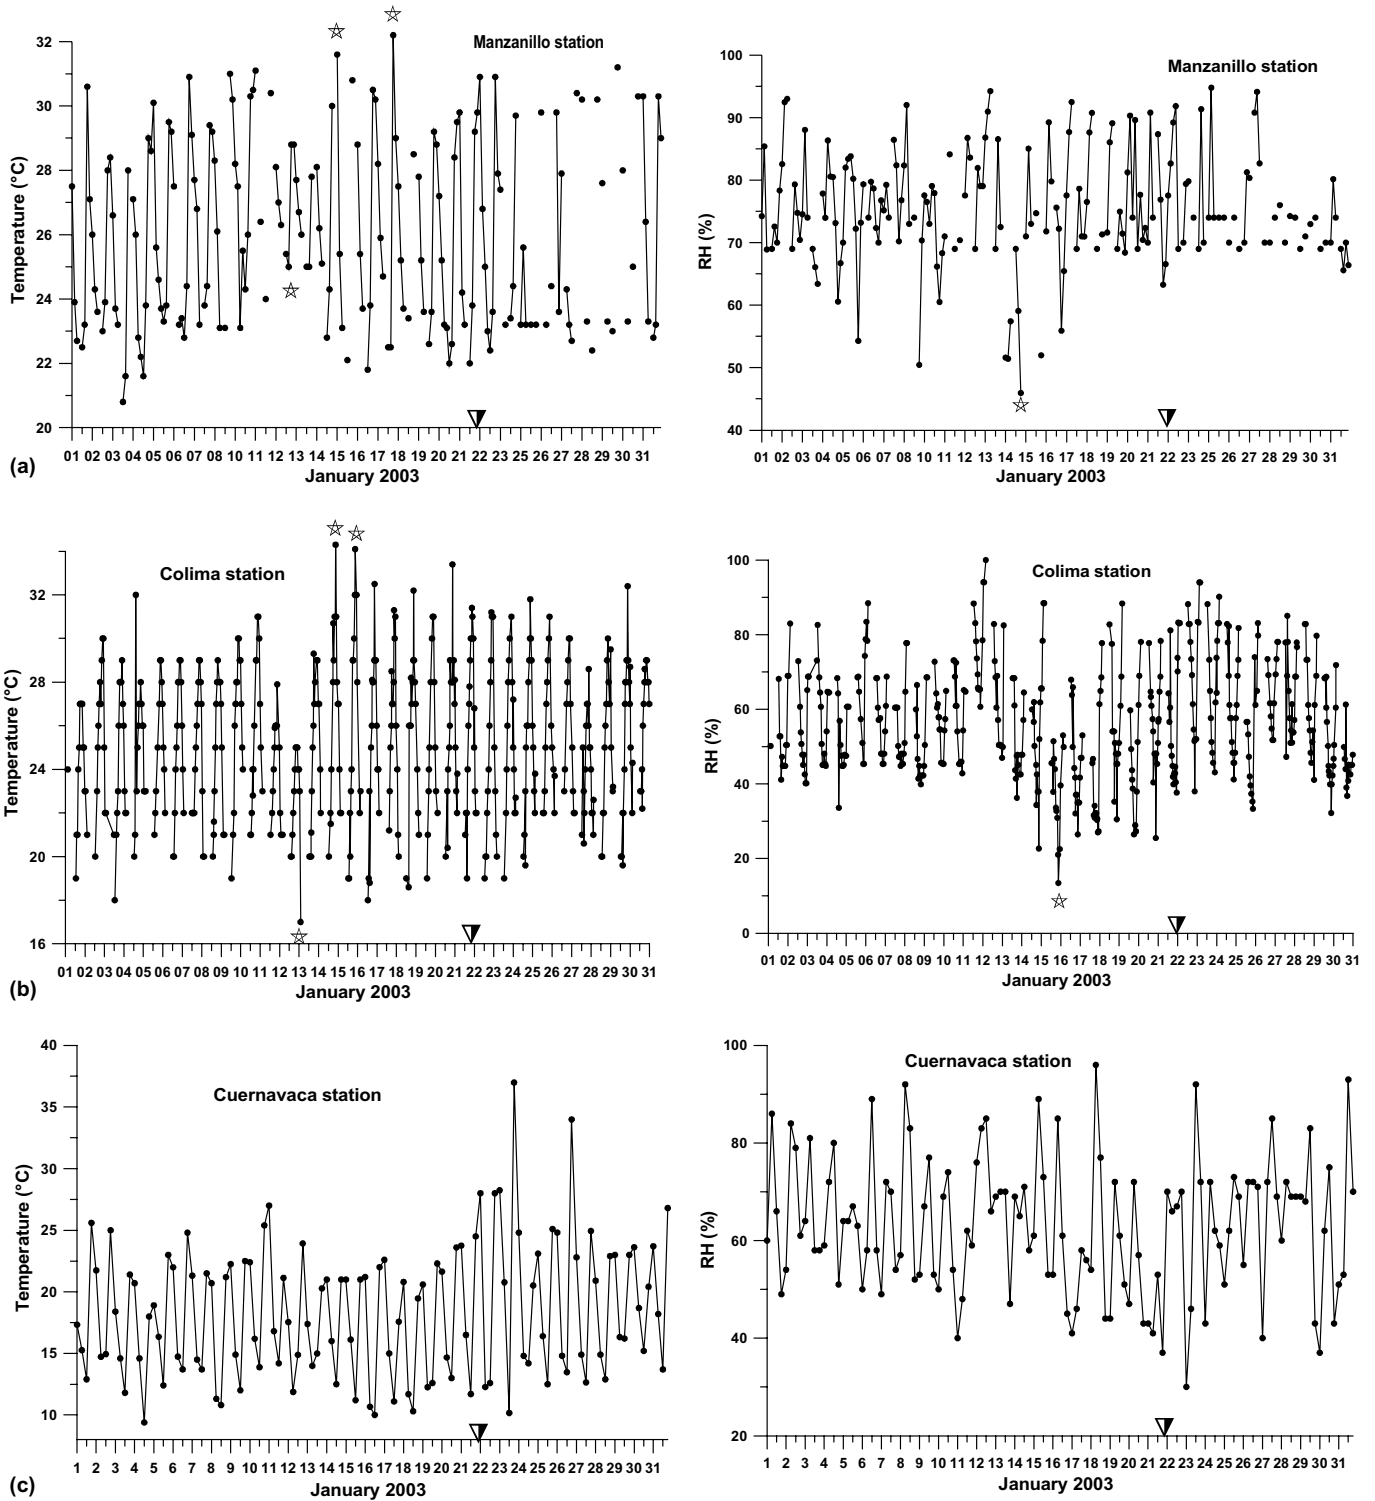 Manzanillo station
Temperature (°C)
32
30
28
26
24
22
20
01 02 03 04 05 06 07 08 09 10 11 12 13 14 15 16 17 18 19 20 21 22 23 24 25 26 27 28 29 30 31
January 2003
(a)
Manzanillo station
RH (%)
100
90
80
70
60
50
40
01 02 03 04 05 06 07 08 10 11 12 13 14 15 16 17 18 19 20 21 22 23 25 26 27 28 29 30 31
January 2003
Colima station
Temperature (°C)
32
28
24
20
16
01 02 03 04 05 06 07 08 09 10 11 12 13 14 15 16 17 18 19 20 21 22 23 24 25 26 27 28 29 30 31
January 2003
(b)
Colima station
RH (%)
100
80
60
40
20
0
01 02 03 04 05 06 07 08 09 10 11 12 13 14 15 16 17 18 19 20 21 22 23 24 25 26 27 28 29 30 31
January 2003
Cuernavaca station
Temperature (°C)
40
35
30
25
20
15
10
1 2 3 4 5 6 7 8 9 10 11 12 13 14 15 16 17 18 19 20 21 22 23 24 25 26 27 28 29 30 31
January 2003
(c)
Cuernavaca station
RH (%)
100
80
60
40
20
1 2 3 4 5 6 7 8 9 10 11 12 13 14 15 16 17 18 19 20 21 22 23 24 25 26 27 28 29 30 31
January 2003